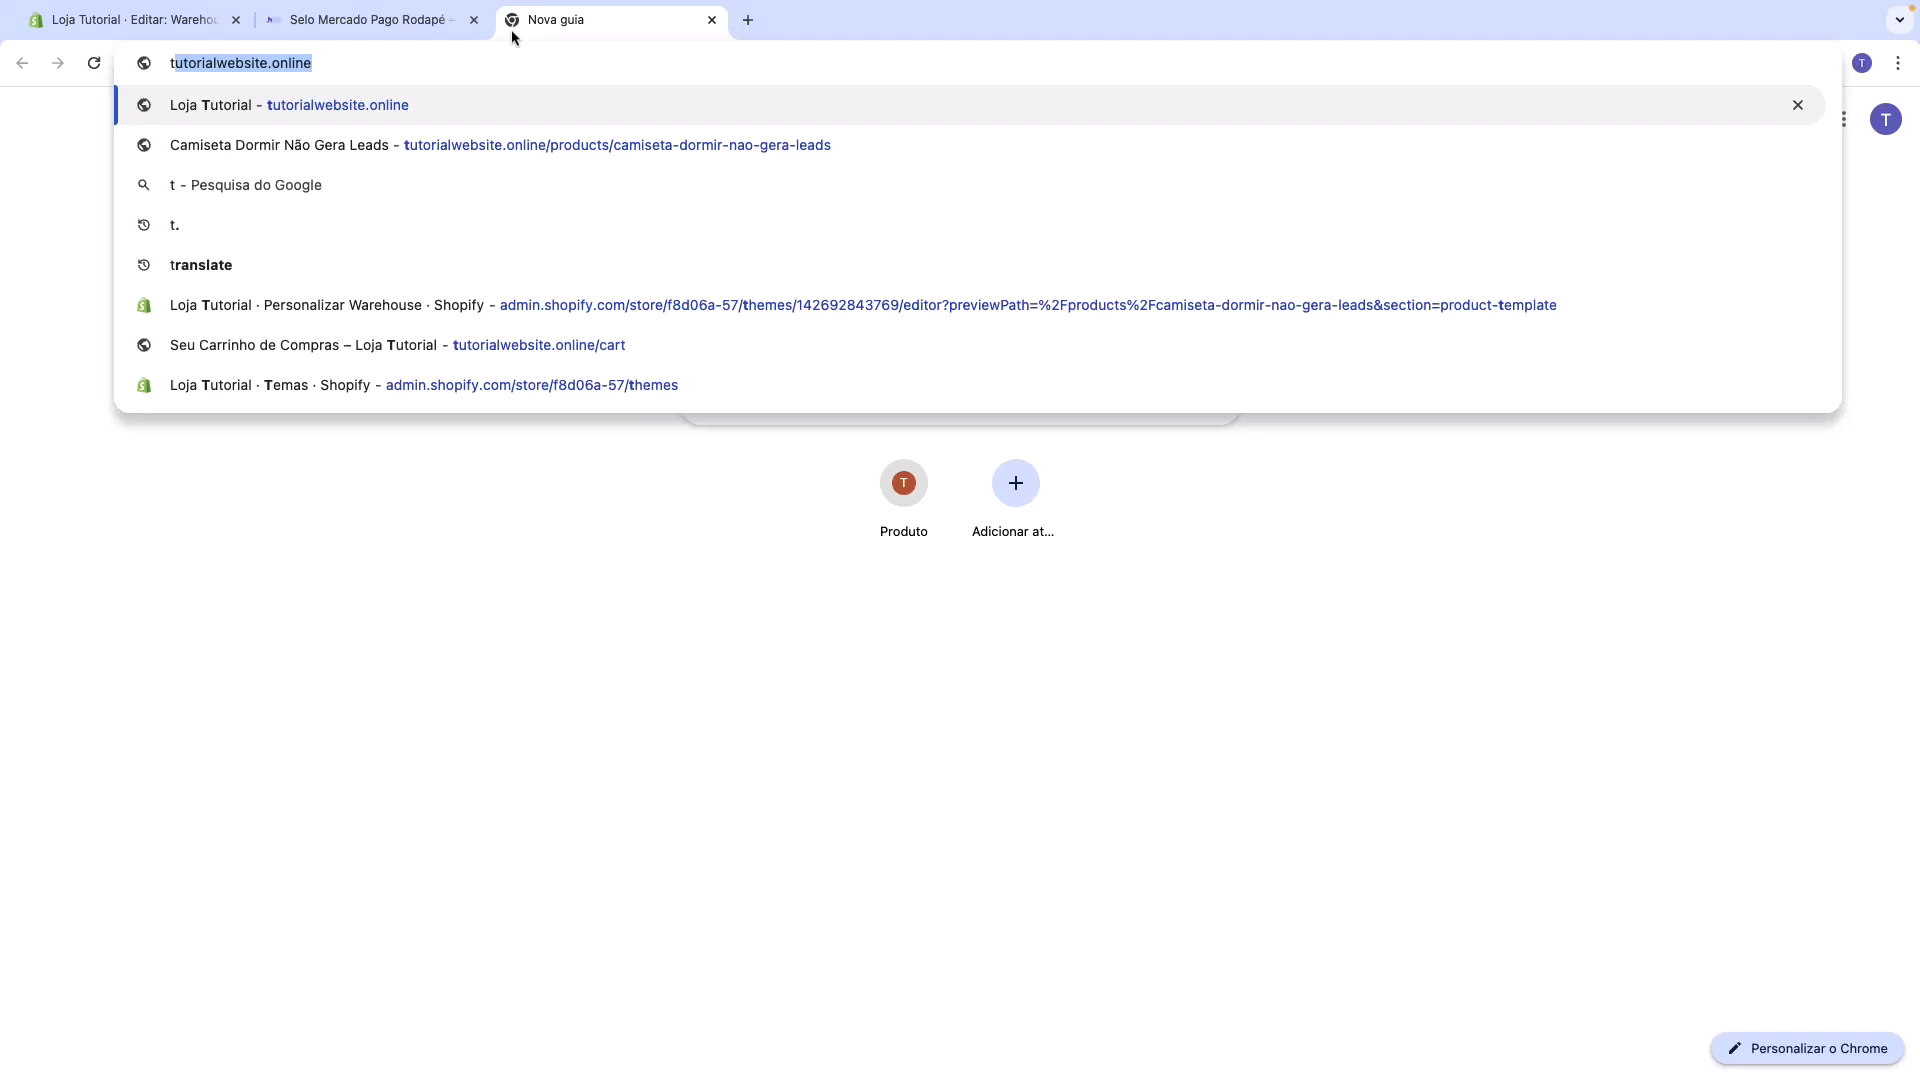 Loja Tutorial · Editar: Warehou
Selo Mercado Pago Rodapé –
Nova guia
tutorialwebsite.online
T
Loja Tutorial - tutorialwebsite.online
T
Camiseta Dormir Não Gera Leads - tutorialwebsite.online/products/camiseta-dormir-nao-gera-leads
t - Pesquisa do Google
t.
translate
Loja Tutorial · Personalizar Warehouse · Shopify - admin.shopify.com/store/f8d06a-57/themes/142692843769/editor?previewPath=%2Fproducts%2Fcamiseta-dormir-nao-gera-leads&section=product-template
Seu Carrinho de Compras – Loja Tutorial - tutorialwebsite.online/cart
Loja Tutorial · Temas · Shopify - admin.shopify.com/store/f8d06a-57/themes
T
Produto
Adicionar at...
Personalizar o Chrome